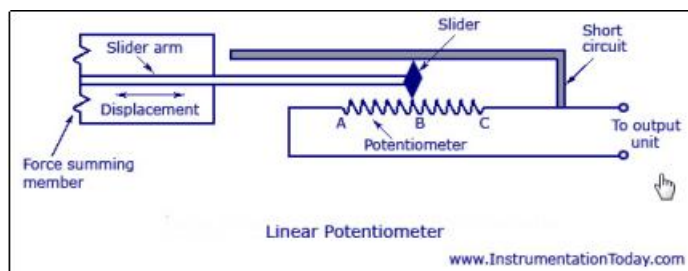 Slider
Short
circuit
Slider arm
Displacement
A
B
C
Potentiometer
To output
unit
Force summing
member
Linear Potentiometer
www.InstrumentationToday.com